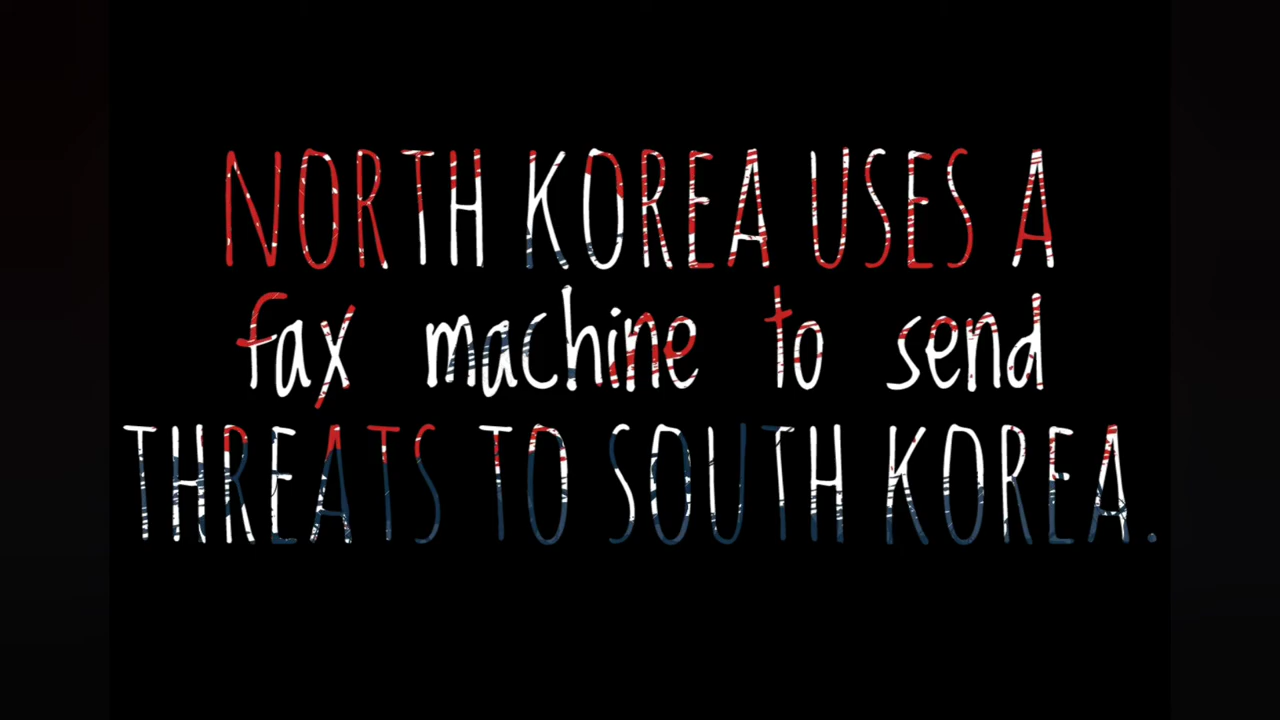 NORTH KOREA USES A
fax machine to send
THREATS TO SOUTH KOREA.